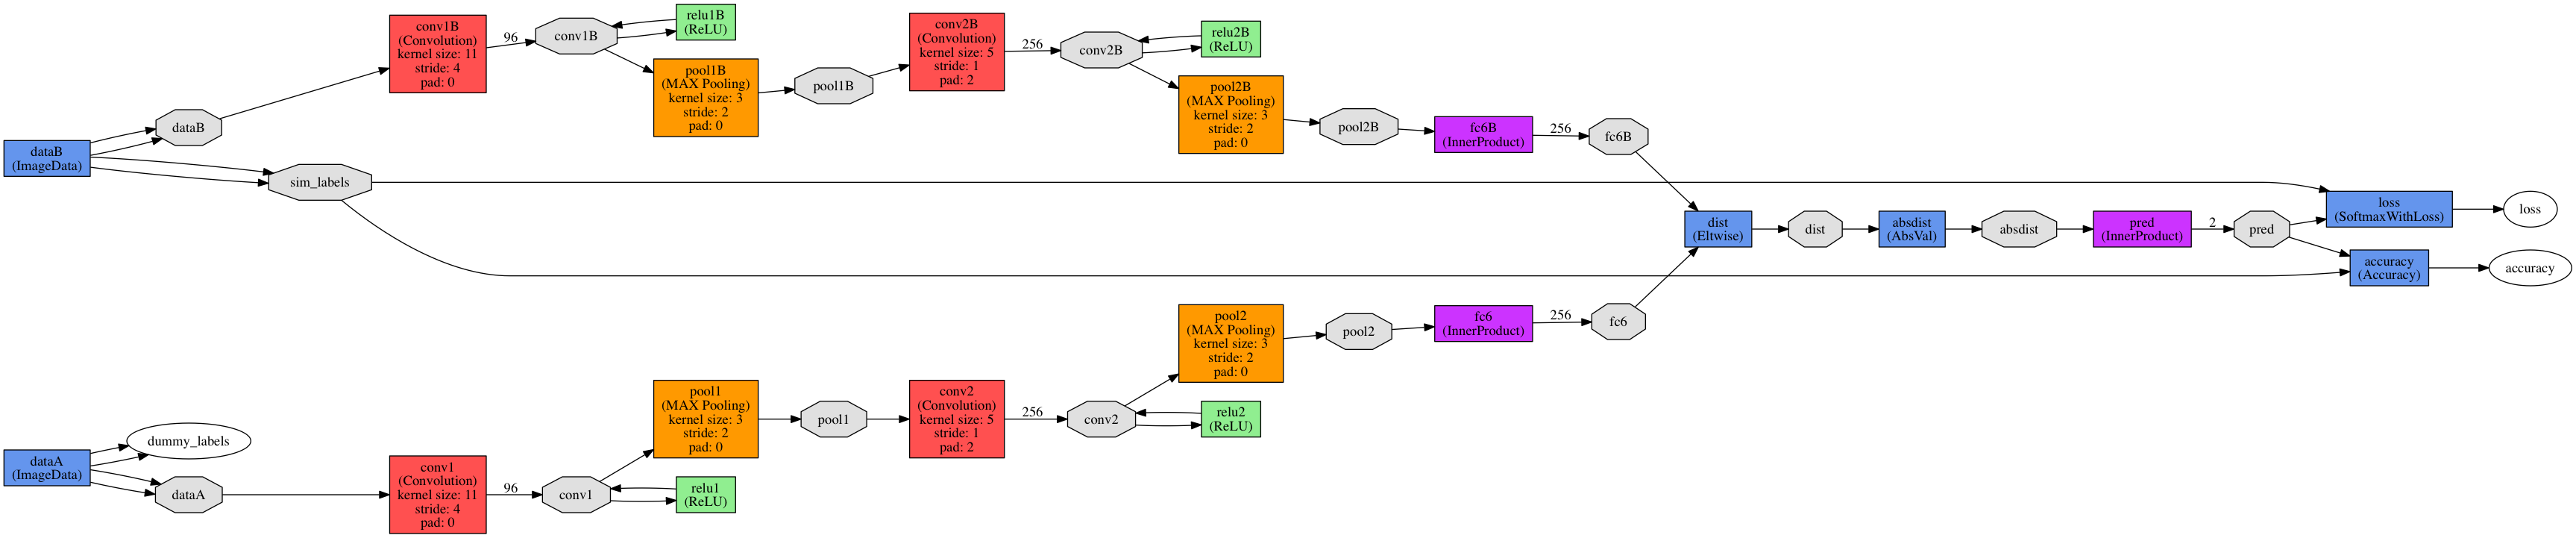 dataB
(ImageData)
dataB
sim_labels
conv1B
(Convolution)
kernel size: 11
stride: 4
pad: 0
96
conv1B
relu1B
(ReLU)
pool1B
(MAX Pooling)
kernel size: 3
stride: 2
pad: 0
pool1B
conv2B
(Convolution)
kernel size: 5
stride: 1
pad: 2
256
conv2B
relu2B
(ReLU)
pool2B
(MAX Pooling)
kernel size: 3
stride: 2
pad: 0
pool2B
fc6B
(InnerProduct)
256
fc6B
dist
(Eltwise)
dist
absdist
(AbsVal)
absdist
pred
(InnerProduct)
2
pred
loss
(SoftmaxWithLoss)
loss
accuracy
(Accuracy)
accuracy
dataA
(ImageData)
dummy_labels
dataA
conv1
(Convolution)
kernel size: 11
stride: 4
pad: 0
96
conv1
relu1
(ReLU)
pool1
(MAX Pooling)
kernel size: 3
stride: 2
pad: 0
pool1
conv2
(Convolution)
kernel size: 5
stride: 1
pad: 2
256
conv2
relu2
(ReLU)
pool2
(MAX Pooling)
kernel size: 3
stride: 2
pad: 0
pool2
fc6
(InnerProduct)
256
fc6